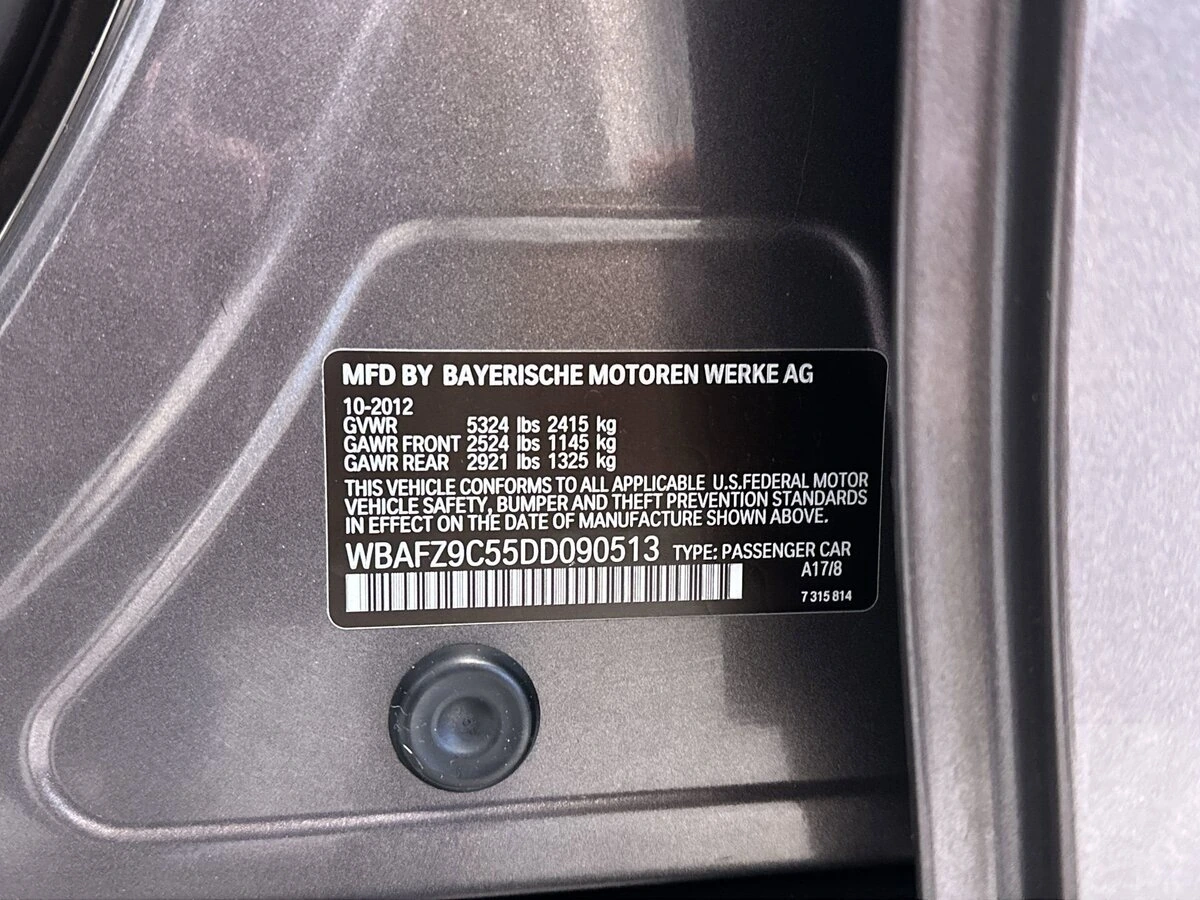 MFD BY BAYERISCHE MOTOREN WERKE AG
10-2012
GVWR 5324 lbs 2415 kg
GAWR FRONT 2524 lbs 1145 kg
GAWR REAR 2921 lbs 1325 kg
THIS VEHICLE CONFORMS TO ALL APPLICABLE U.S.FEDERAL MOTOR
VEHICLE SAFETY, BUMPER AND THEFT PREVENTION STANDARDS
IN EFFECT ON THE DATE OF MANUFACTURE SHOWN ABOVE.
WBAFZ9C55DD090513 TYPE: PASSENGER CAR
A17/8
7 315 814